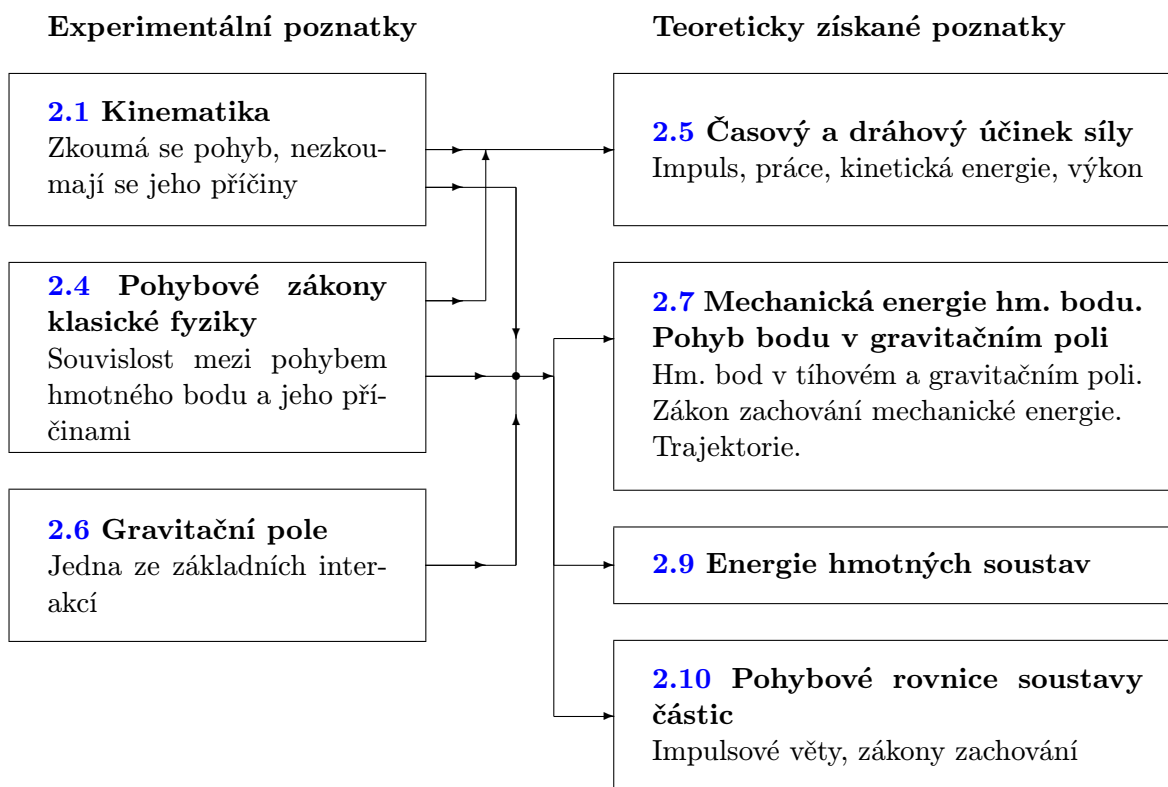 Experimentální poznatky
2.1 Kinematika
Zkoumá se pohyb, nezkou-
mají se jeho příčiny
2.4 Pohybové zákony
klasické fyziky
Souvislost mezi pohybem
hmotného bodu a jeho pří-
činami
2.6 Gravitační pole
Jedna ze základních inter-
akcí
Teoreticky získané poznatky
2.5 Časový a dráhový účinek síly
Impuls, práce, kinetická energie, výkon
2.7 Mechanická energie hm. bodu.
Pohyb bodu v gravitačním poli
Hm. bod v tíhovém a gravitačním poli.
Zákon zachování mechanické energie.
Trajektorie.
2.9 Energie hmotných soustav
2.10 Pohybové rovnice soustavy
částic
Impulsové věty, zákony zachování